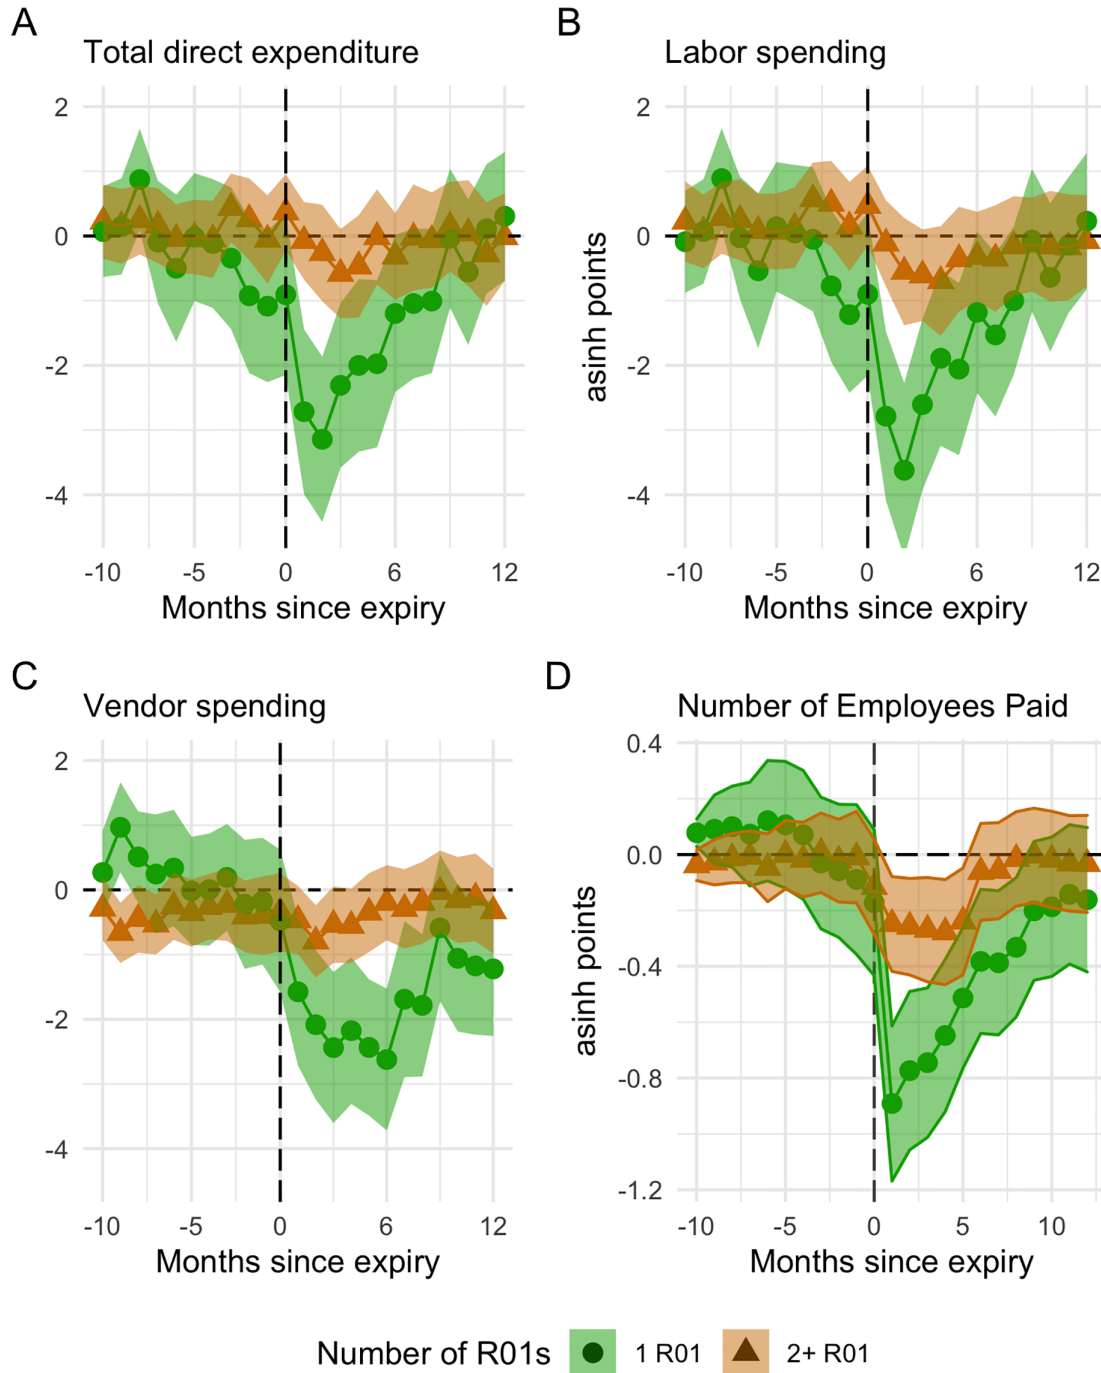 A
Total direct expenditure
2
0
-2
-4
-10 -5 0 6 12
Months since expiry
B
Labor spending
asinh points
2
0
-2
-4
-10 -5 0 6 12
Months since expiry
C
Vendor spending
2
0
-2
-4
-10 -5 0 6 12
Months since expiry
D
Number of Employees Paid
asinh points
0.4
0.0
-0.4
-0.8
-1.2
-10 -5 0 5 10
Months since expiry
Number of R01s 1 R01 2+ R01